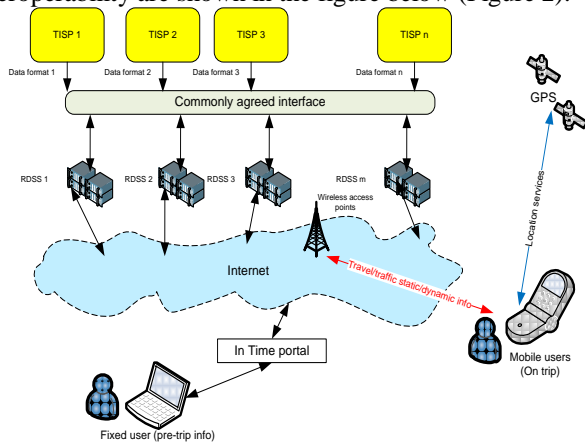 teroperability are shown in the figure below (Figure 2).
TISP 1
TISP 2
TISP 3
TISP n
Data format 1
Data format 2
Data format 3
Data format n
Commonly agreed interface
GPS
RDSS 1
RDSS 2
RDSS 3
RDSS m
Wireless access
points
Location services
Internet
Travel/traffic static/dynamic info
In Time portal
Mobile users
(On trip)
Fixed user (pre-trip info)